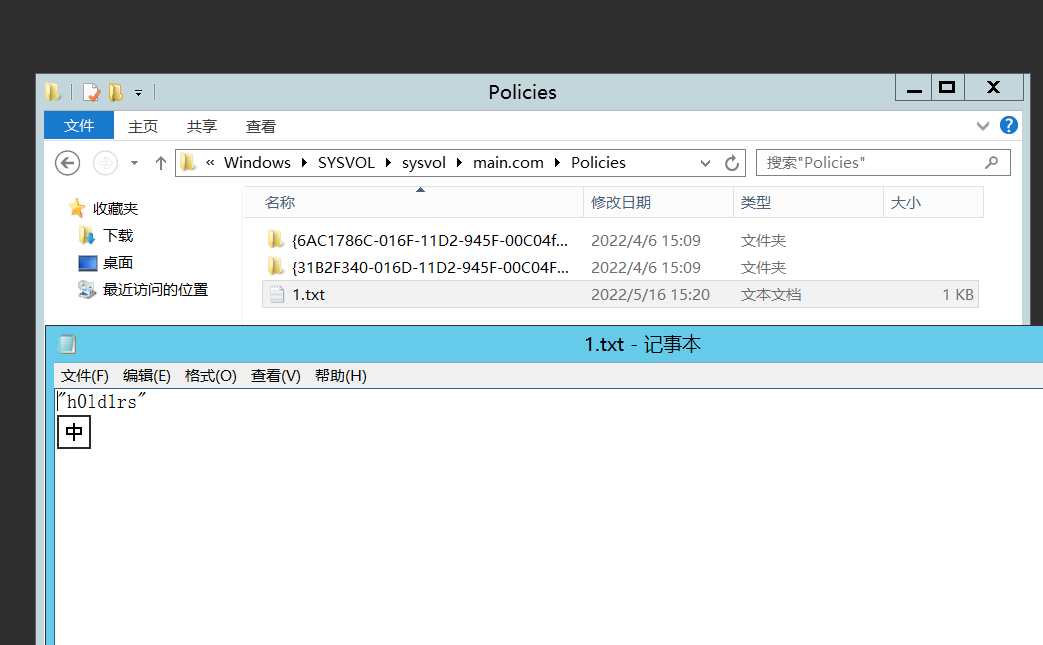 Policies
文件 主页 共享 查看
« Windows SYSVOL sysvol main.com Policies 搜索"Policies"
收藏夹
下载
桌面
最近访问的位置
名称 修改日期 类型 大小
{6AC1786C-016F-11D2-945F-00C04f... 2022/4/6 15:09 文件夹
{31B2F340-016D-11D2-945F-00C04F... 2022/4/6 15:09 文件夹
1.txt 2022/5/16 15:20 文本文档 1 KB
1.txt - 记事本
文件(F) 编辑(E) 格式(O) 查看(V) 帮助(H)
"h0ld1rs"
中